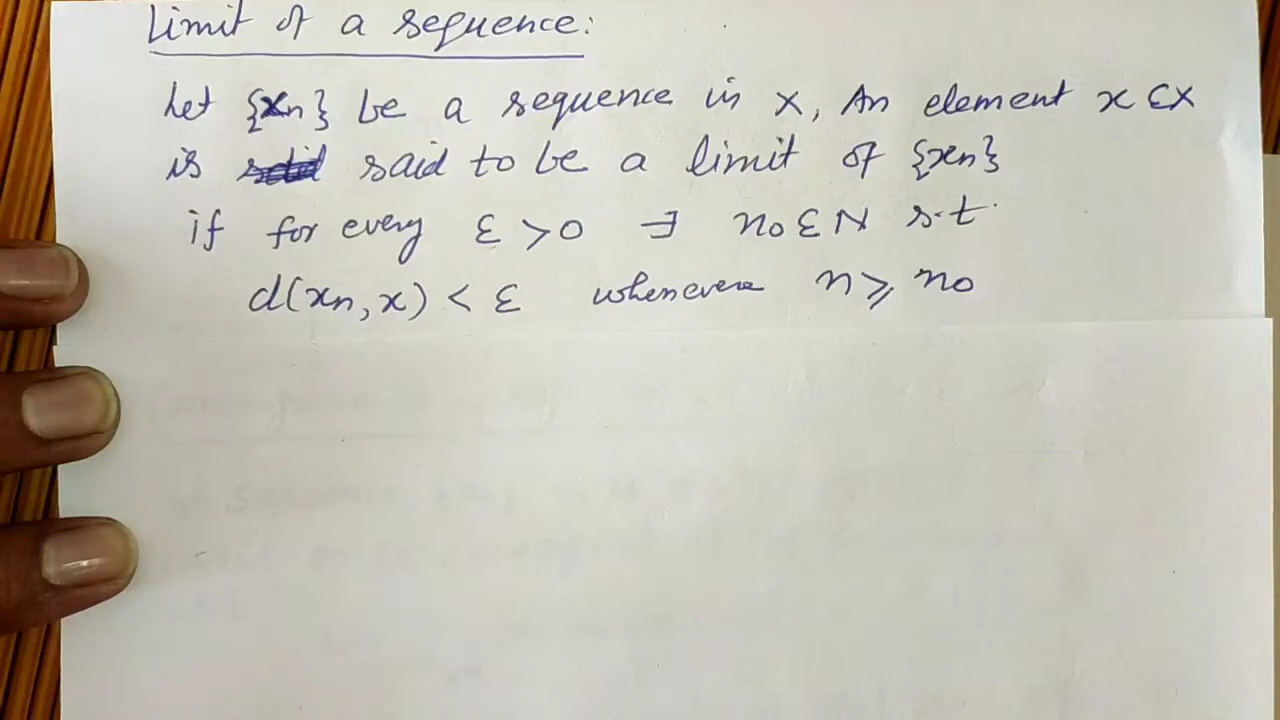 Limit of a sequence:
Let {xn} be a sequence in X, An element x ∈ X
is said to be a limit of {xn}
if for every ε > 0 ∃ n0 ∈ N s.t.
d(xn, x) < ε whenever n ≥ n0